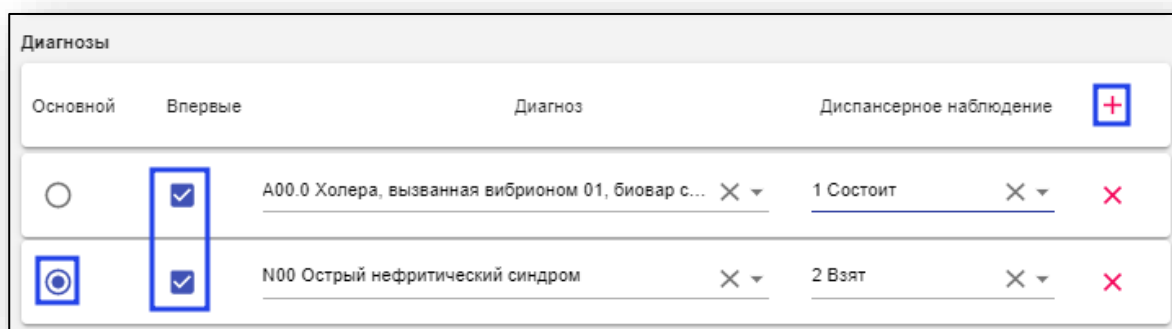 Диагнозы
Основной Впервые Диагноз Диспансерное наблюдение
A00.0 Холера, вызванная вибрионом 01, биовар c... 1 Состоит
N00 Острый нефритический синдром 2 Взят